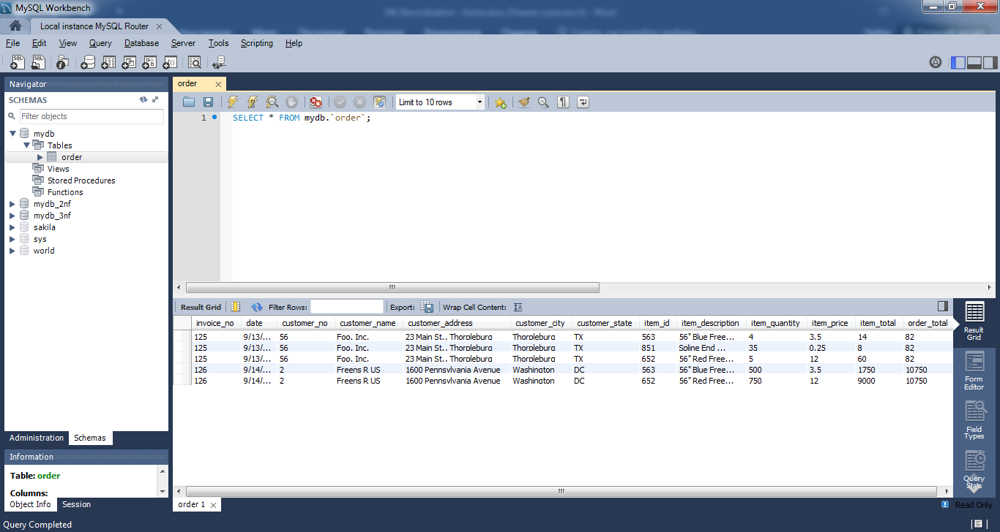 MySQL Workbench
Local instance MySQL Router
File Edit View Query Database Server Tools Scripting Help
Navigator
SCHEMAS
Filter objects
mydb
Tables
order
Views
Stored Procedures
Functions
mydb_2nf
mydb_3nf
sakila
sys
world
Administration Schemas
Information
Table: order
Columns:
Object Info Session
Query Completed
order
Limit to 10 rows
1 SELECT * FROM mydb.`order`;
Result Grid Filter Rows: Export: Wrap Cell Content:
invoice_no date customer_no customer_name customer_address customer_city customer_state item_id item_description item_quantity item_price item_total order_total
125 9/13/... 56 Foo, Inc. 23 Main St., Thorpleburg Thorpleburg TX 563 56" Blue Free... 4 3.5 14 82
125 9/13/... 56 Foo, Inc. 23 Main St., Thorpleburg Thorpleburg TX 851 Spline End ... 35 0.25 8 82
125 9/13/... 56 Foo, Inc. 23 Main St., Thorpleburg Thorpleburg TX 652 56" Red Free... 5 12 60 82
126 9/14/... 2 Freens R US 1600 Pennsylvania Avenue Washington DC 563 56" Blue Free... 500 3.5 1750 10750
126 9/14/... 2 Freens R US 1600 Pennsylvania Avenue Washington DC 652 56" Red Free... 750 12 9000 10750
Result
Grid
Form
Editor
Field
Types
Query
Stats
order 1
Read Only